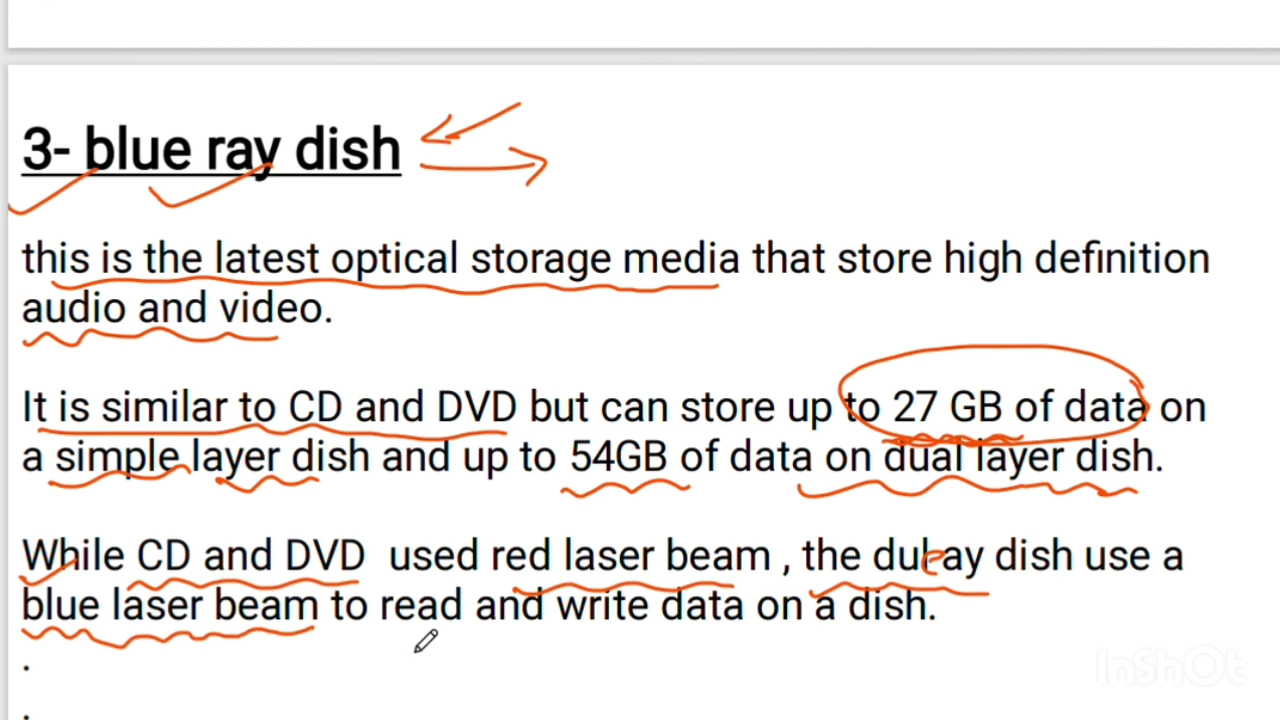 3- blue ray dish
this is the latest optical storage media that store high definition
audio and video.
It is similar to CD and DVD but can store up to 27 GB of data on
a simple layer dish and up to 54GB of data on dual layer dish.
While CD and DVD used red laser beam , the dulray dish use a
blue laser beam to read and write data on a dish.
.
.
InShOt